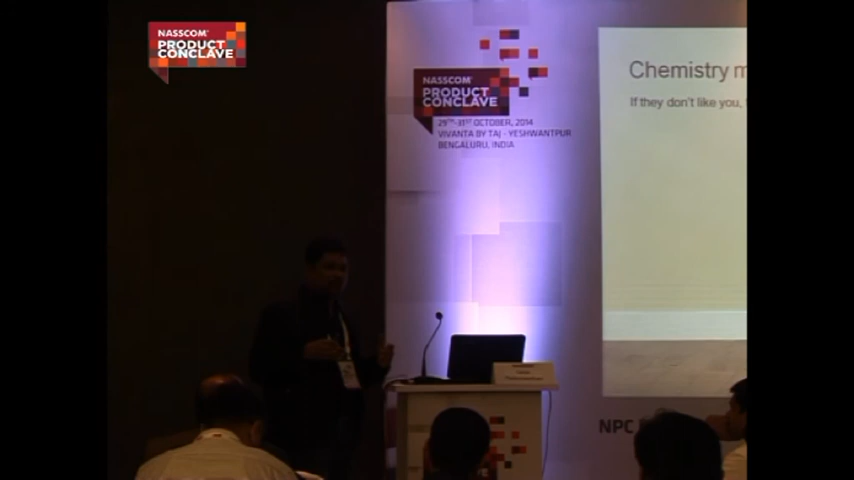 NASSCOM®
PRODUCT
CONCLAVE
NASSCOM®
PRODUCT
CONCLAVE
29TH-31ST OCTOBER, 2014
VIVANTA BY TAJ - YESHWANTPUR
BENGALURU, INDIA
Chemistry m
If they don't like you,
NPC